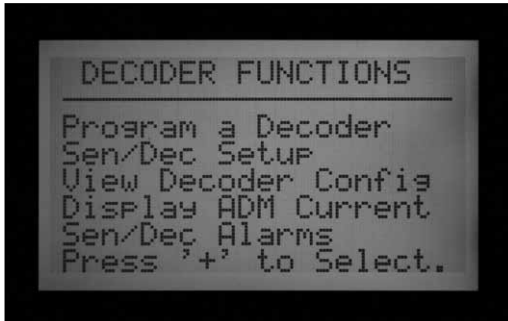 DECODER FUNCTIONS
Program a Decoder
Sen/Dec Setup
View Decoder Config
Display ADM Current
Sen/Dec Alarms
Press '+' to Select.